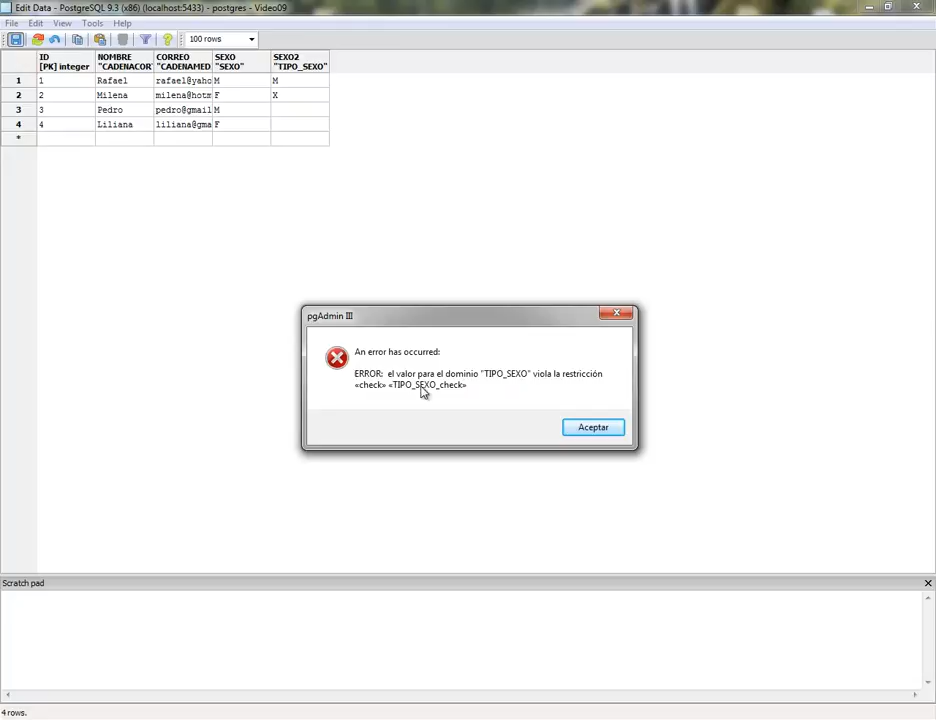 Edit Data - PostgreSQL 9.3 (x86) (localhost:5433) - postgres - Video09
File Edit View Tools Help
100 rows
ID NOMBRE CORREO SEXO SEXO2
[PK] integer "CADENACOR "CADENAMED "SEXO" "TIPO_SEXO"
1 1 Rafael rafael@yaho M M
2 2 Milena milena@hotm F X
3 3 Pedro pedro@gmail M
4 4 Liliana liliana@gma F
*
pgAdmin III
An error has occurred:
ERROR: el valor para el dominio "TIPO_SEXO" viola la restricción
«check» «TIPO_SEXO_check»
Aceptar
Scratch pad
4 rows.